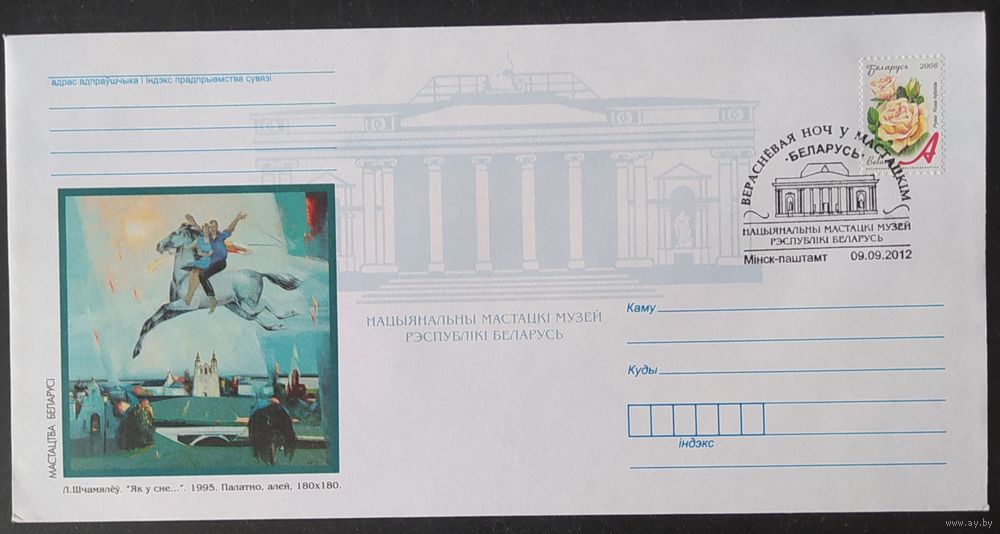 адрас адпраўшчыка і індэкс прадпрыемства сувязі
Беларусь 2008
A
ВЕРАСНЁВАЯ НОЧ У МАСТАЦКІМ
·БЕЛАРУСЬ·
НАЦЫЯНАЛЬНЫ МАСТАЦКІ МУЗЕЙ
РЭСПУБЛІКІ БЕЛАРУСЬ
Мінск-паштамт 09.09.2012
НАЦЫЯНАЛЬНЫ МАСТАЦКІ МУЗЕЙ
РЭСПУБЛІКІ БЕЛАРУСЬ
Каму
Куды
індэкс
МАСТАЦТВА БЕЛАРУСІ
Л.Шчамялёў. "Як у сне...". 1995. Палатно, алей, 180х180.
www.ay.by